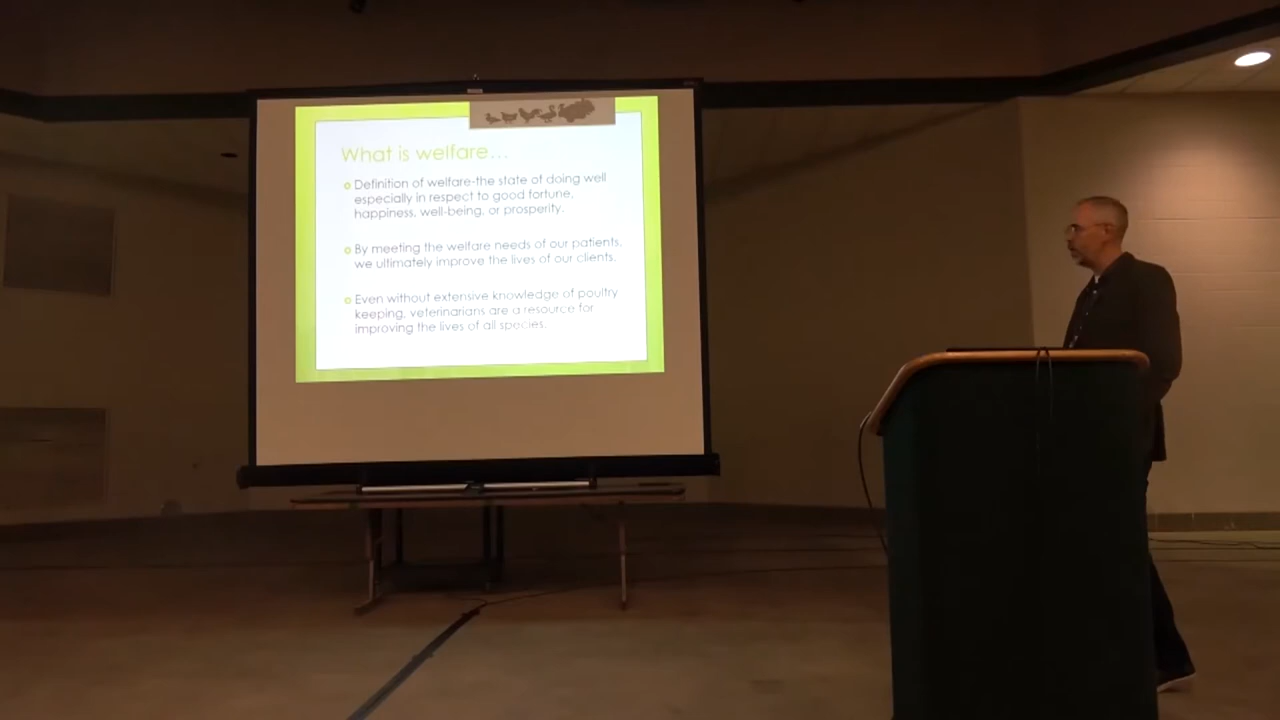 What is welfare...
Definition of welfare-the state of doing well
especially in respect to good fortune,
happiness, well-being, or prosperity.
By meeting the welfare needs of our patients,
we ultimately improve the lives of our clients.
Even without extensive knowledge of poultry
keeping, veterinarians are a resource for
improving the lives of all species.